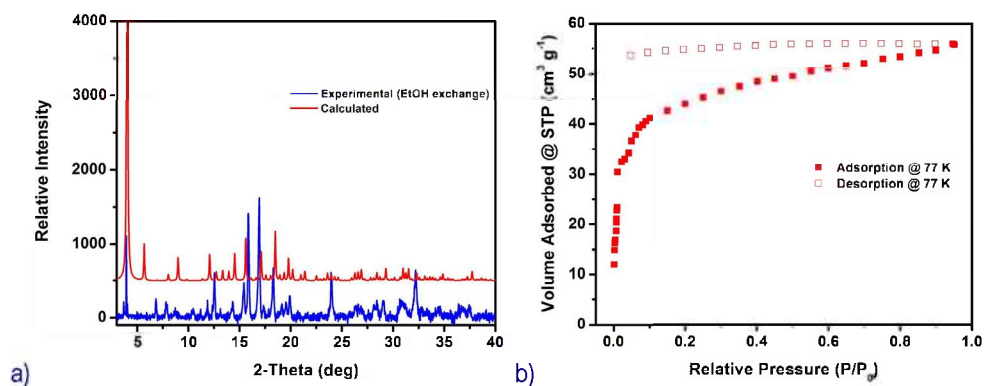 4000
3000
2000
1000
0
Relative Intensity
Experimental (EtOH exchange)
Calculated
5
10
15
20
25
30
35
40
2-Theta (deg)
a)
60
50
40
30
20
10
0
Volume Adsorbed @ STP (cm³ g⁻¹)
Adsorption @ 77 K
Desorption @ 77 K
0.0
0.2
0.4
0.6
0.8
1.0
Relative Pressure (P/P₀)
b)